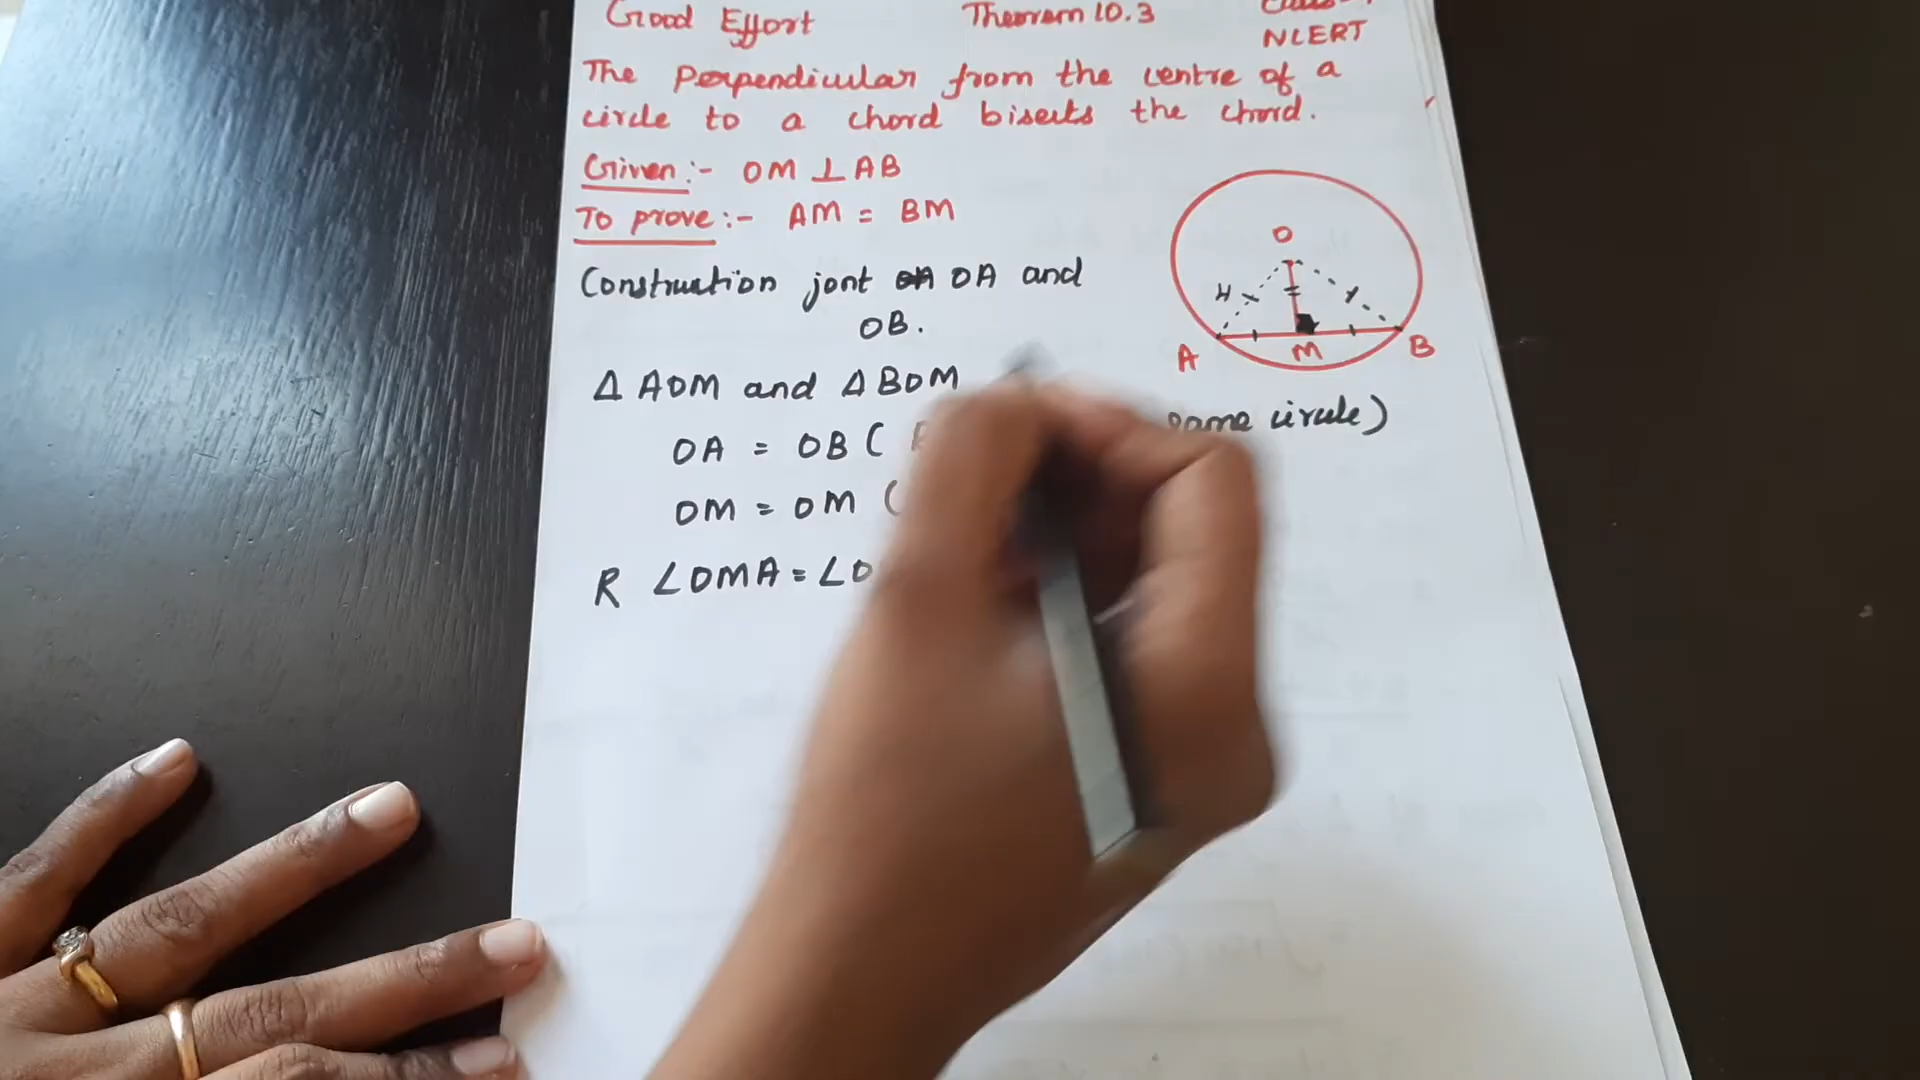 Good Effort Theorem 10.3
NCERT
The Perpendicular from the centre of a
circle to a chord bisects the chord.
Given:- OM ⊥ AB
To prove:- AM = BM
O
H
A M B
Construction jont OA and
OB.
Δ AOM and Δ BOM
OA = OB ( same circule)
OM = OM (
R ∠OMA = ∠O